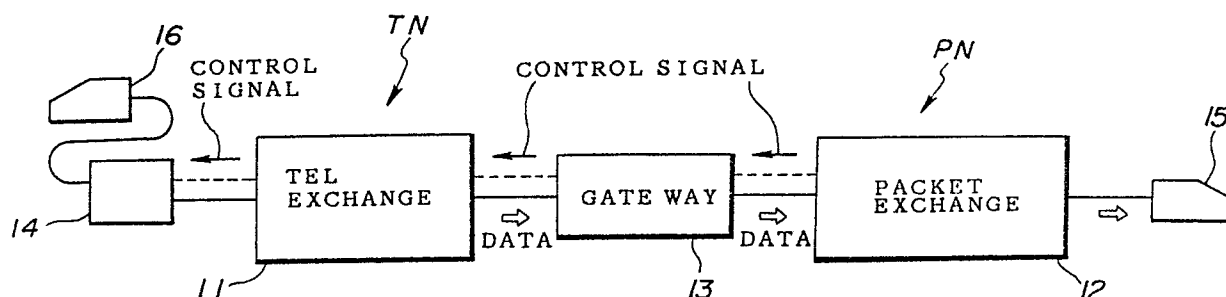 TN
PN
16
CONTROL
SIGNAL
CONTROL SIGNAL
15
TEL
EXCHANGE
GATE WAY
PACKET
EXCHANGE
14
DATA
DATA
11
13
12